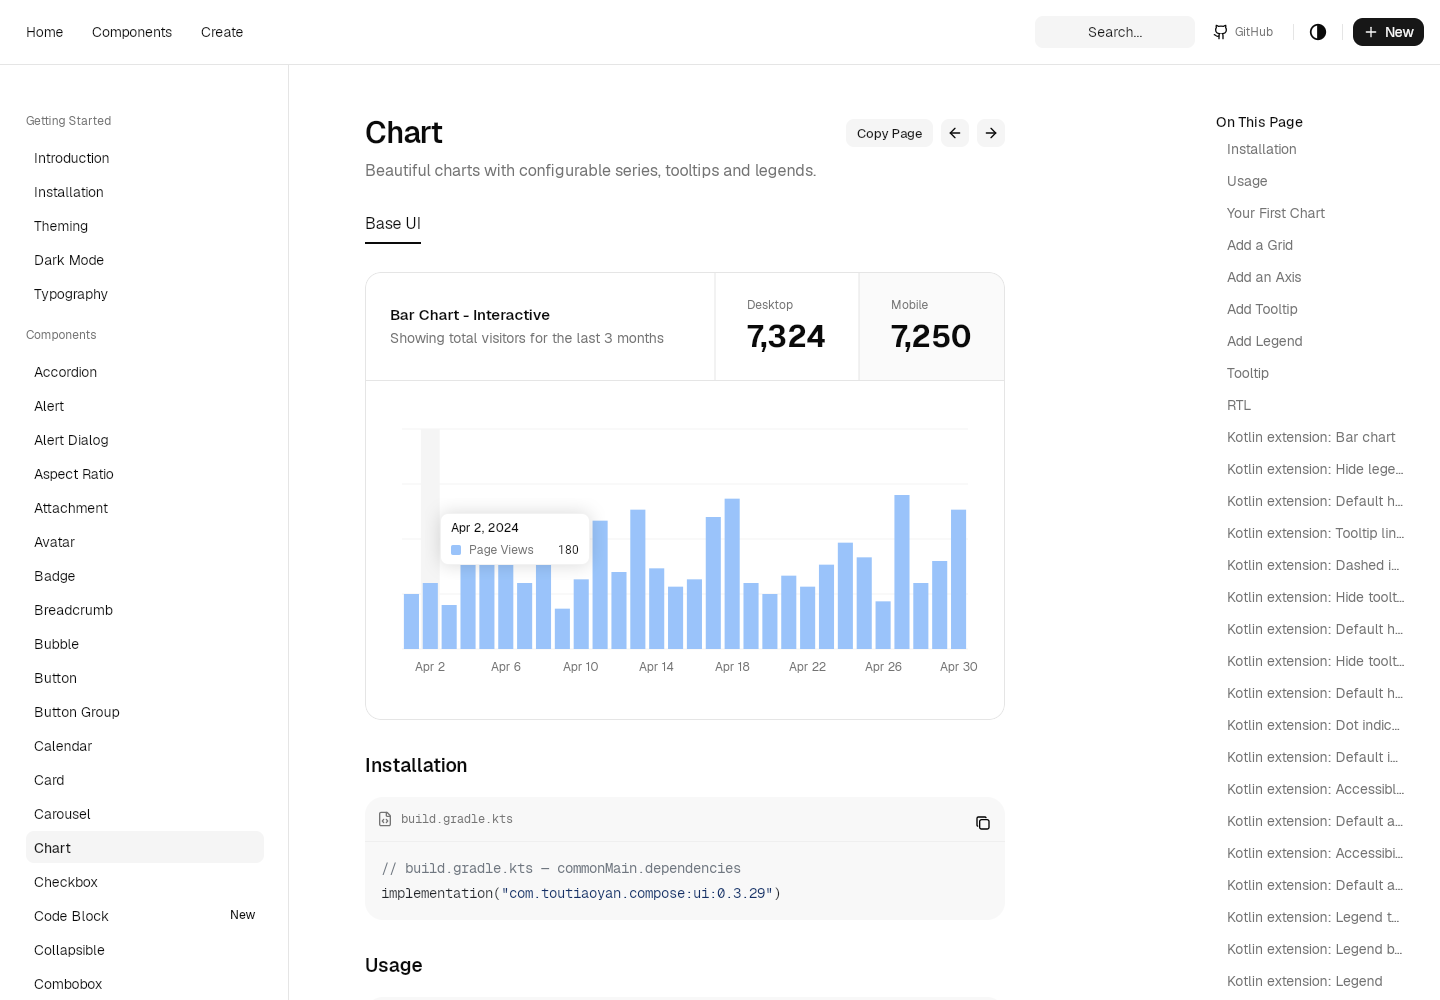 Home
Components
Create
Search...
GitHub
New
Getting Started
Introduction
Installation
Theming
Dark Mode
Typography
Components
Accordion
Alert
Alert Dialog
Aspect Ratio
Attachment
Avatar
Badge
Breadcrumb
Bubble
Button
Button Group
Calendar
Card
Carousel
Chart
Checkbox
Code Block
New
Collapsible
Combobox
Chart
Copy Page
Beautiful charts with configurable series, tooltips and legends.
Base UI
Bar Chart - Interactive
Showing total visitors for the last 3 months
Desktop
7,324
Mobile
7,250
Apr 2, 2024
Page Views 180
Apr 2
Apr 6
Apr 10
Apr 14
Apr 18
Apr 22
Apr 26
Apr 30
Installation
build.gradle.kts
// build.gradle.kts — commonMain.dependencies
implementation("com.toutiaoyan.compose:ui:0.3.29")
Usage
On This Page
Installation
Usage
Your First Chart
Add a Grid
Add an Axis
Add Tooltip
Add Legend
Tooltip
RTL
Kotlin extension: Bar chart
Kotlin extension: Hide lege...
Kotlin extension: Default h...
Kotlin extension: Tooltip lin...
Kotlin extension: Dashed i...
Kotlin extension: Hide toolt...
Kotlin extension: Default h...
Kotlin extension: Hide toolt...
Kotlin extension: Default h...
Kotlin extension: Dot indic...
Kotlin extension: Default i...
Kotlin extension: Accessibl...
Kotlin extension: Default a...
Kotlin extension: Accessibi...
Kotlin extension: Default a...
Kotlin extension: Legend t...
Kotlin extension: Legend b...
Kotlin extension: Legend